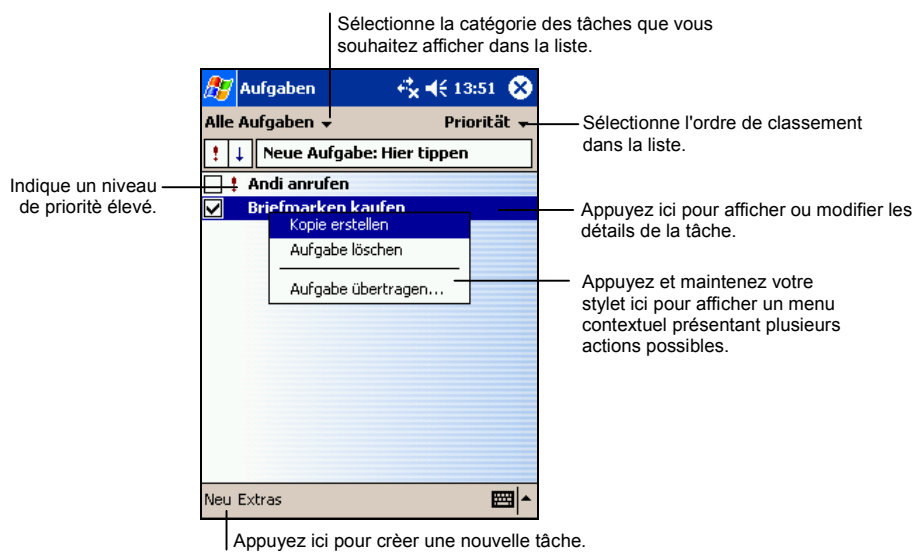 Sélectionne la catégorie des tâches que vous
souhaitez afficher dans la liste.
Aufgaben 13:51
Alle Aufgaben Priorität
Neue Aufgabe: Hier tippen
Sélectionne l'ordre de classement
dans la liste.
Indique un niveau
de prioritè élevé.
Andi anrufen
Briefmarken kaufen
Appuyez ici pour afficher ou modifier les
détails de la tâche.
Kopie erstellen
Aufgabe löschen
Aufgabe übertragen...
Appuyez et maintenez votre
stylet ici pour afficher un menu
contextuel présentant plusieurs
actions possibles.
Neu Extras
Appuyez ici pour crèer une nouvelle tâche.